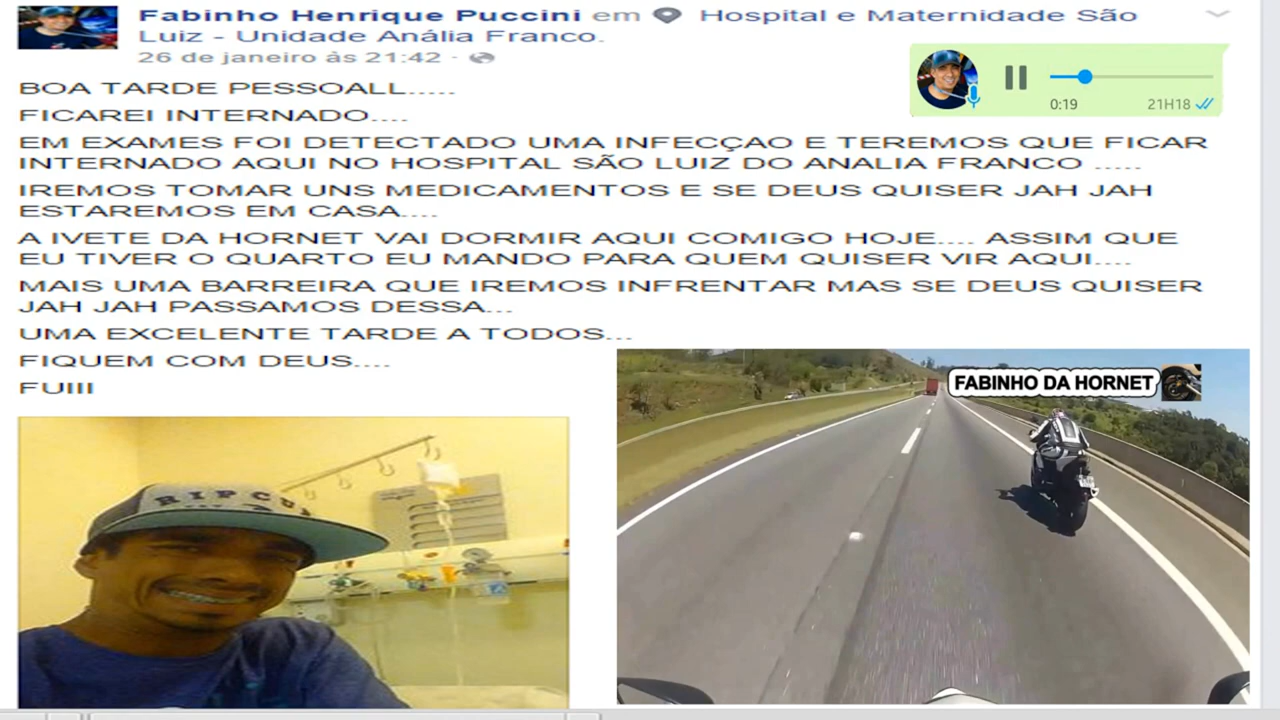 Fabinho Henrique Puccini em Hospital e Maternidade São
Luiz - Unidade Anália Franco.
26 de janeiro às 21:42 ·
0:19 21H18
BOA TARDE PESSOALL.....
FICAREI INTERNADO....
EM EXAMES FOI DETECTADO UMA INFECÇAO E TEREMOS QUE FICAR
INTERNADO AQUI NO HOSPITAL SÃO LUIZ DO ANALIA FRANCO .....
IREMOS TOMAR UNS MEDICAMENTOS E SE DEUS QUISER JAH JAH
ESTAREMOS EM CASA....
A IVETE DA HORNET VAI DORMIR AQUI COMIGO HOJE.... ASSIM QUE
EU TIVER O QUARTO EU MANDO PARA QUEM QUISER VIR AQUI....
MAIS UMA BARREIRA QUE IREMOS INFRENTAR MAS SE DEUS QUISER
JAH JAH PASSAMOS DESSA...
UMA EXCELENTE TARDE A TODOS...
FIQUEM COM DEUS....
FUIII
FABINHO DA HORNET
RIPCU